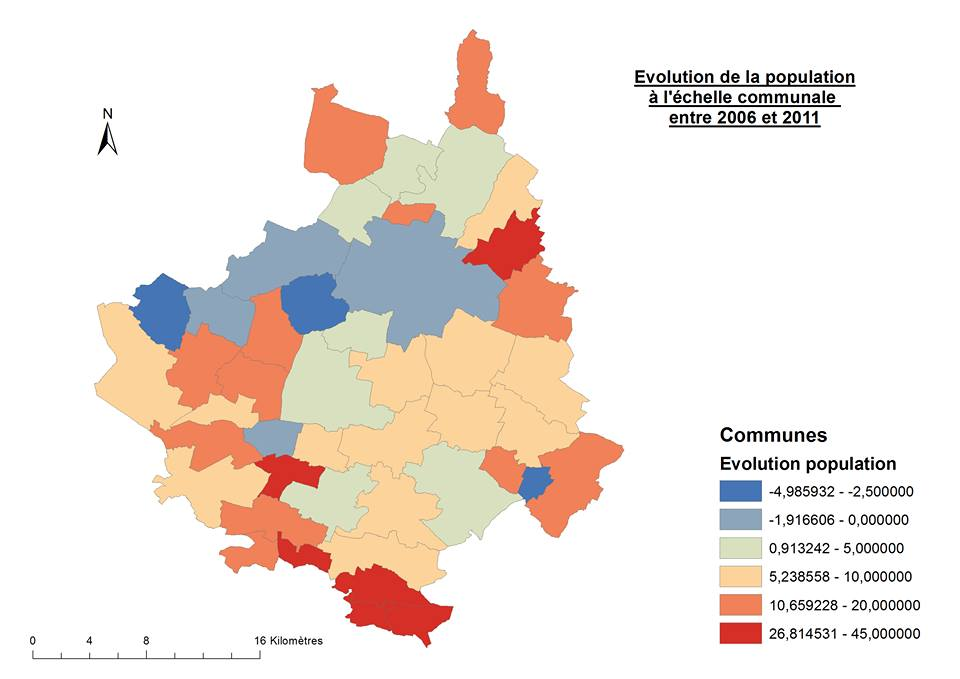 Evolution de la population
à l'échelle communale
entre 2006 et 2011
N
Communes
Evolution population
-4,985932 - -2,500000
-1,916606 - 0,000000
0,913242 - 5,000000
5,238558 - 10,000000
10,659228 - 20,000000
26,814531 - 45,000000
0 4 8 16 Kilomètres